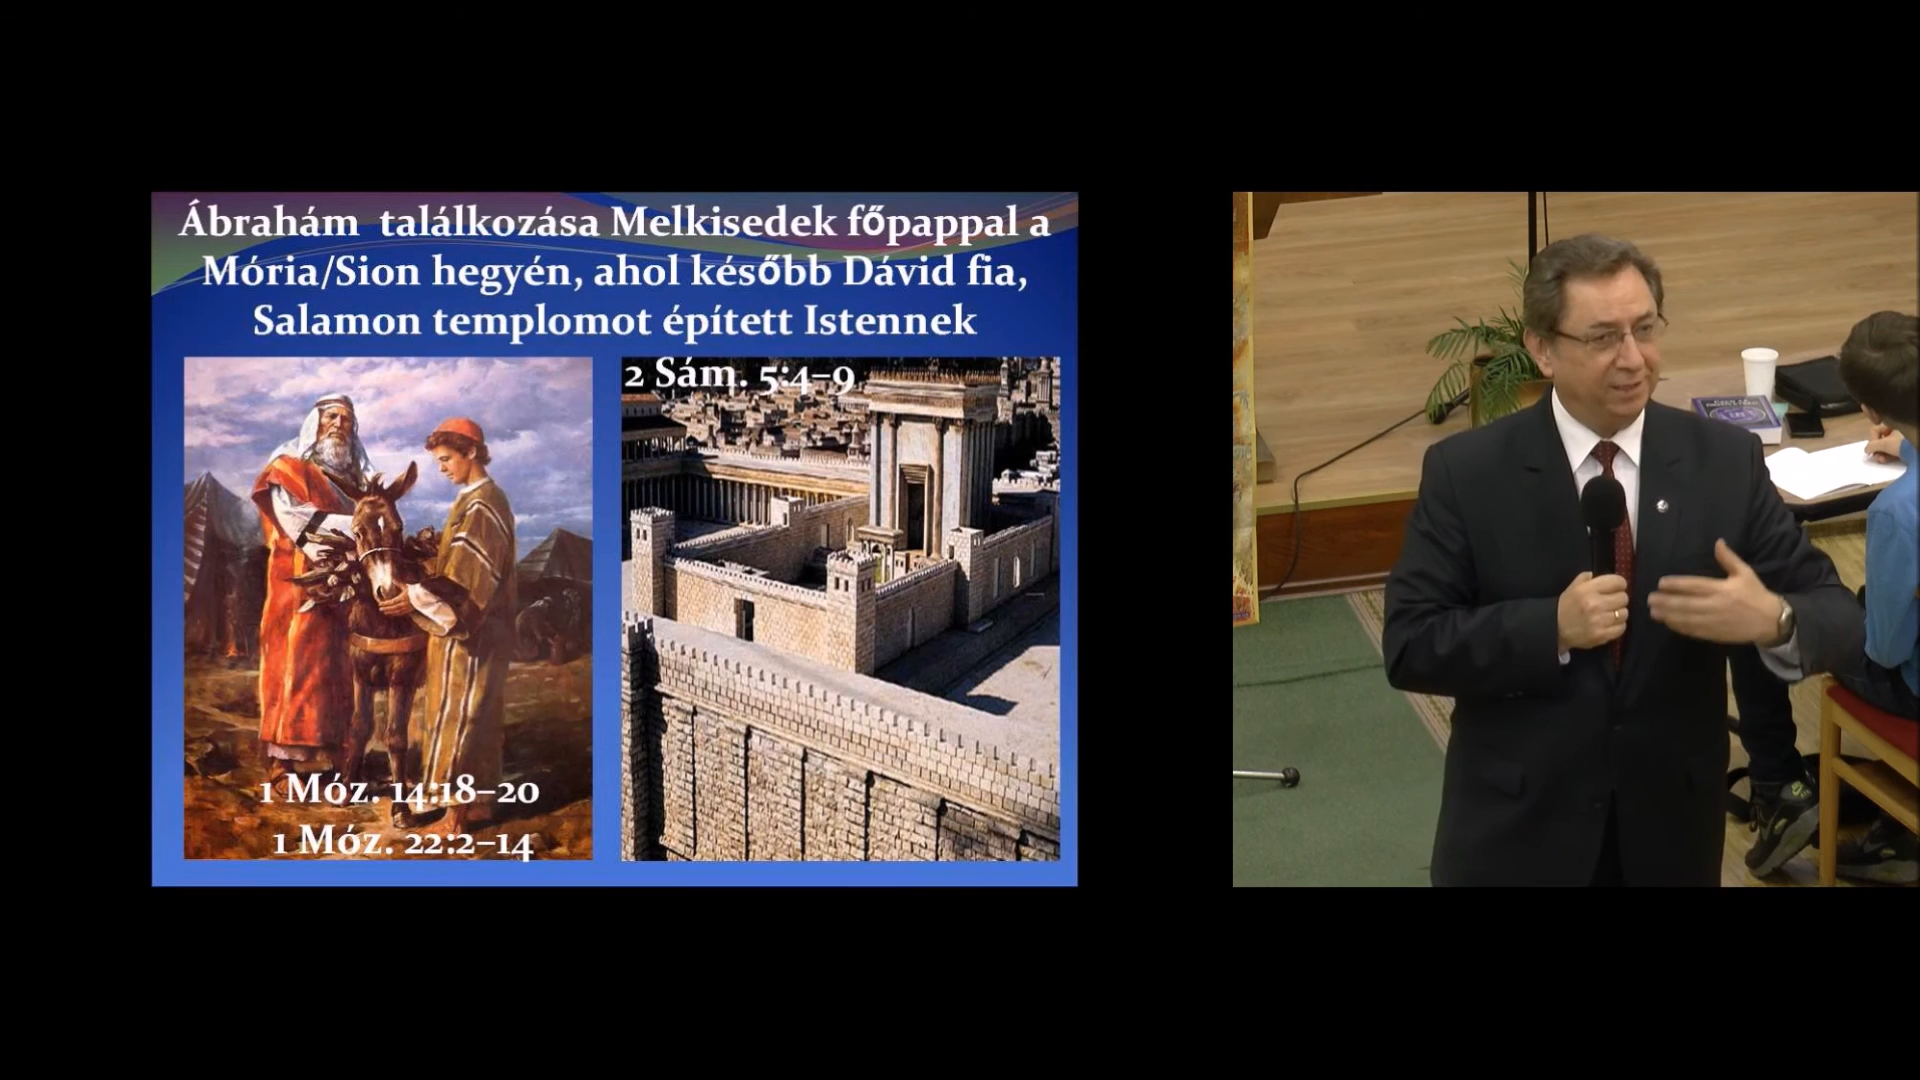 Ábrahám találkozása Melkisedek főpappal a
Mória/Sion hegyén, ahol később Dávid fia,
Salamon templomot épített Istennek
2 Sám. 5:4–9
1 Móz. 14:18–20
1 Móz. 22:2–14